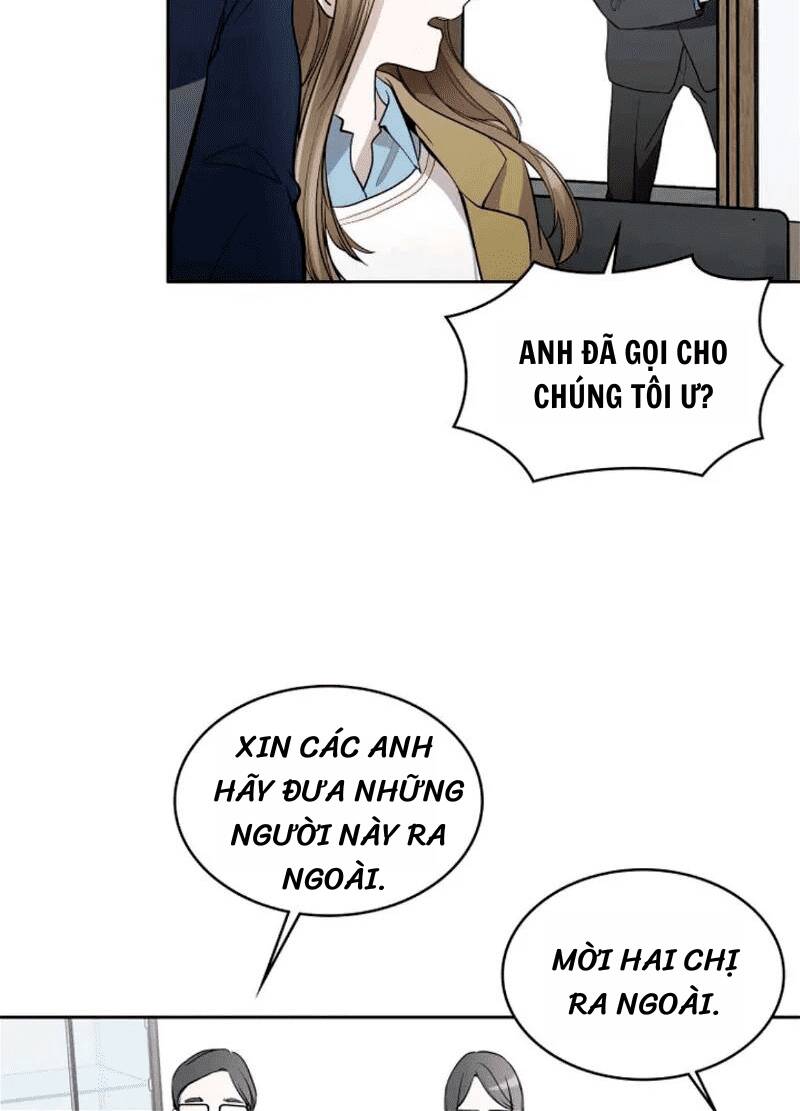 ANH ĐÃ GỌI CHO
CHÚNG TÔI Ư?
XIN CÁC ANH
HÃY ĐƯA NHỮNG
NGƯỜI NÀY RA
NGOÀI.
MỜI HAI CHỊ
RA NGOÀI.